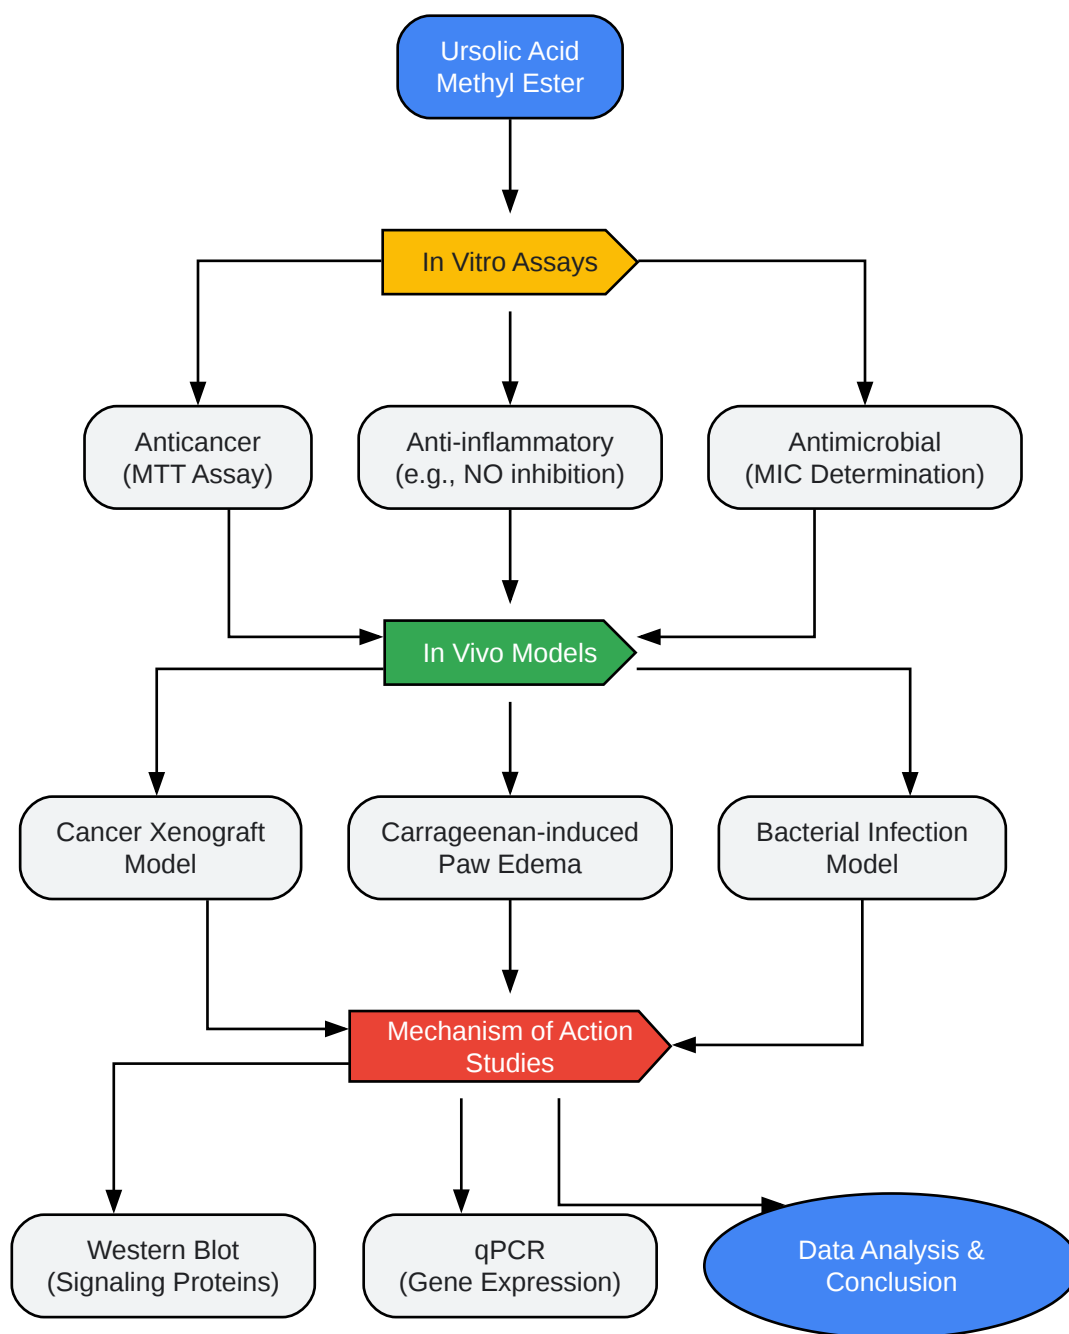 Ursolic Acid
Methyl Ester
In Vitro Assays
Anticancer
(MTT Assay)
Anti-inflammatory
(e.g., NO inhibition)
Antimicrobial
(MIC Determination)
In Vivo Models
Cancer Xenograft
Model
Carrageenan-induced
Paw Edema
Bacterial Infection
Model
Mechanism of Action
Studies
Western Blot
(Signaling Proteins)
qPCR
(Gene Expression)
Data Analysis &
Conclusion